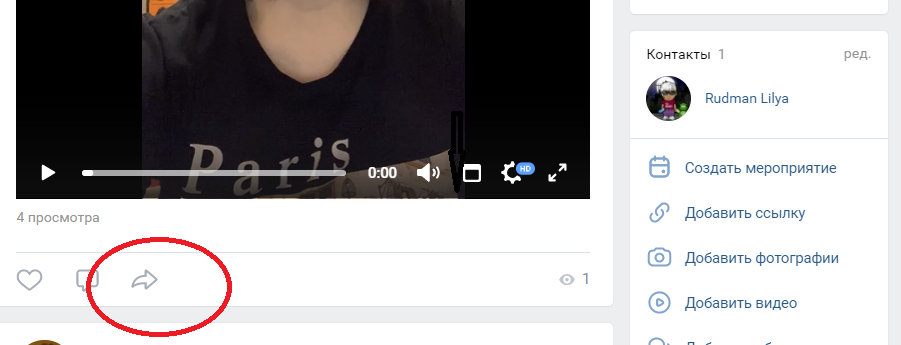 Paris
0:00
HD
4 просмотра
1
Контакты 1
ред.
Rudman Lilya
Создать мероприятие
Добавить ссылку
Добавить фотографии
Добавить видео